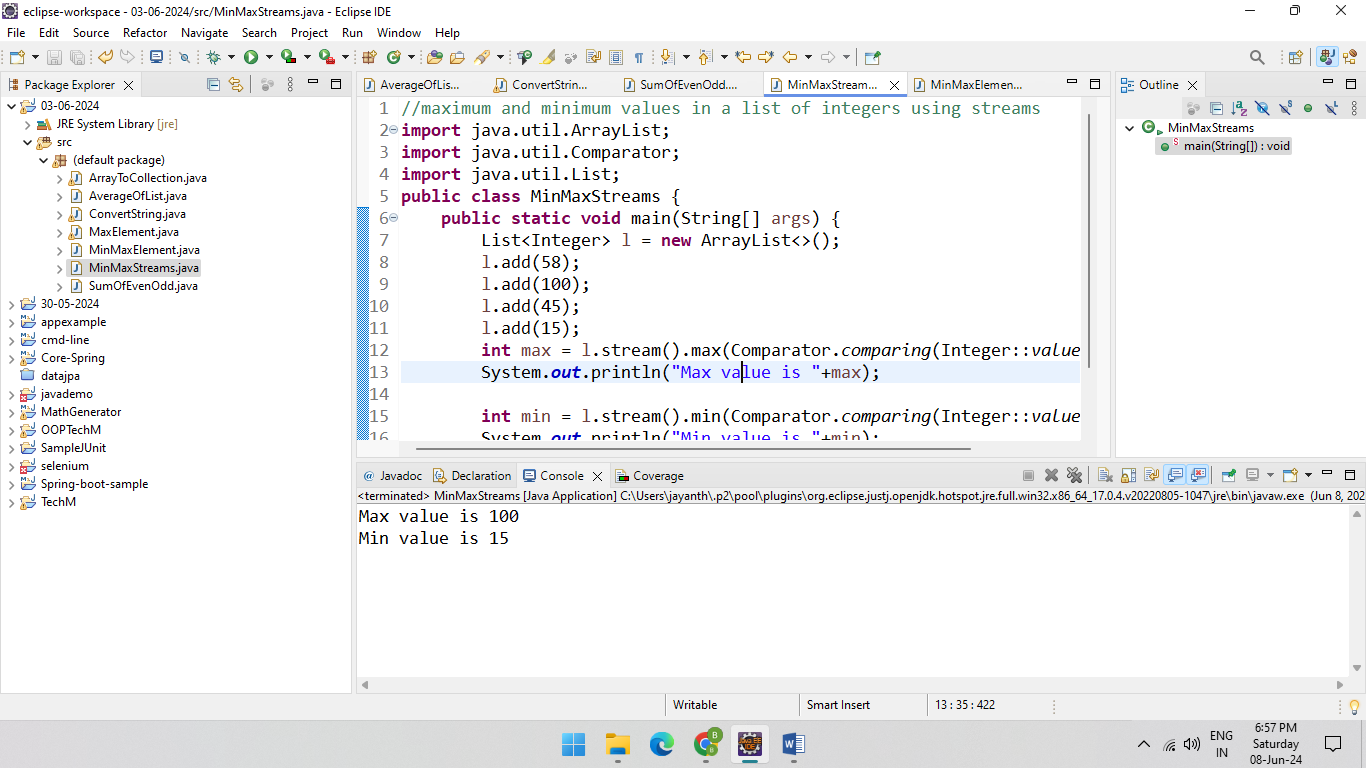 eclipse-workspace - 03-06-2024/src/MinMaxStreams.java - Eclipse IDE
File Edit Source Refactor Navigate Search Project Run Window Help
Package Explorer
03-06-2024
JRE System Library [jre]
src
(default package)
ArrayToCollection.java
AverageOfList.java
ConvertString.java
MaxElement.java
MinMaxElement.java
MinMaxStreams.java
SumOfEvenOdd.java
30-05-2024
appexample
cmd-line
Core-Spring
datajpa
javademo
MathGenerator
OOPTechM
SampleJUnit
selenium
Spring-boot-sample
TechM
AverageOfLis... ConvertStrin... SumOfEvenOdd.... MinMaxStream... MinMaxElemen...
1 //maximum and minimum values in a list of integers using streams
2 import java.util.ArrayList;
3 import java.util.Comparator;
4 import java.util.List;
5 public class MinMaxStreams {
6 public static void main(String[] args) {
7 List<Integer> l = new ArrayList<>();
8 l.add(58);
9 l.add(100);
10 l.add(45);
11 l.add(15);
12 int max = l.stream().max(Comparator.comparing(Integer::value
13 System.out.println("Max value is "+max);
14
15 int min = l.stream().min(Comparator.comparing(Integer::value
16 System.out.println("Min value is "+min);
Outline
MinMaxStreams
main(String[]) : void
Javadoc Declaration Console Coverage
<terminated> MinMaxStreams [Java Application] C:\Users\jayanth\.p2\pool\plugins\org.eclipse.justj.openjdk.hotspot.jre.full.win32.x86_64_17.0.4.v20220805-1047\jre\bin\javaw.exe (Jun 8, 202
Max value is 100
Min value is 15
Writable Smart Insert 13 : 35 : 422
ENG
IN
6:57 PM
Saturday
08-Jun-24